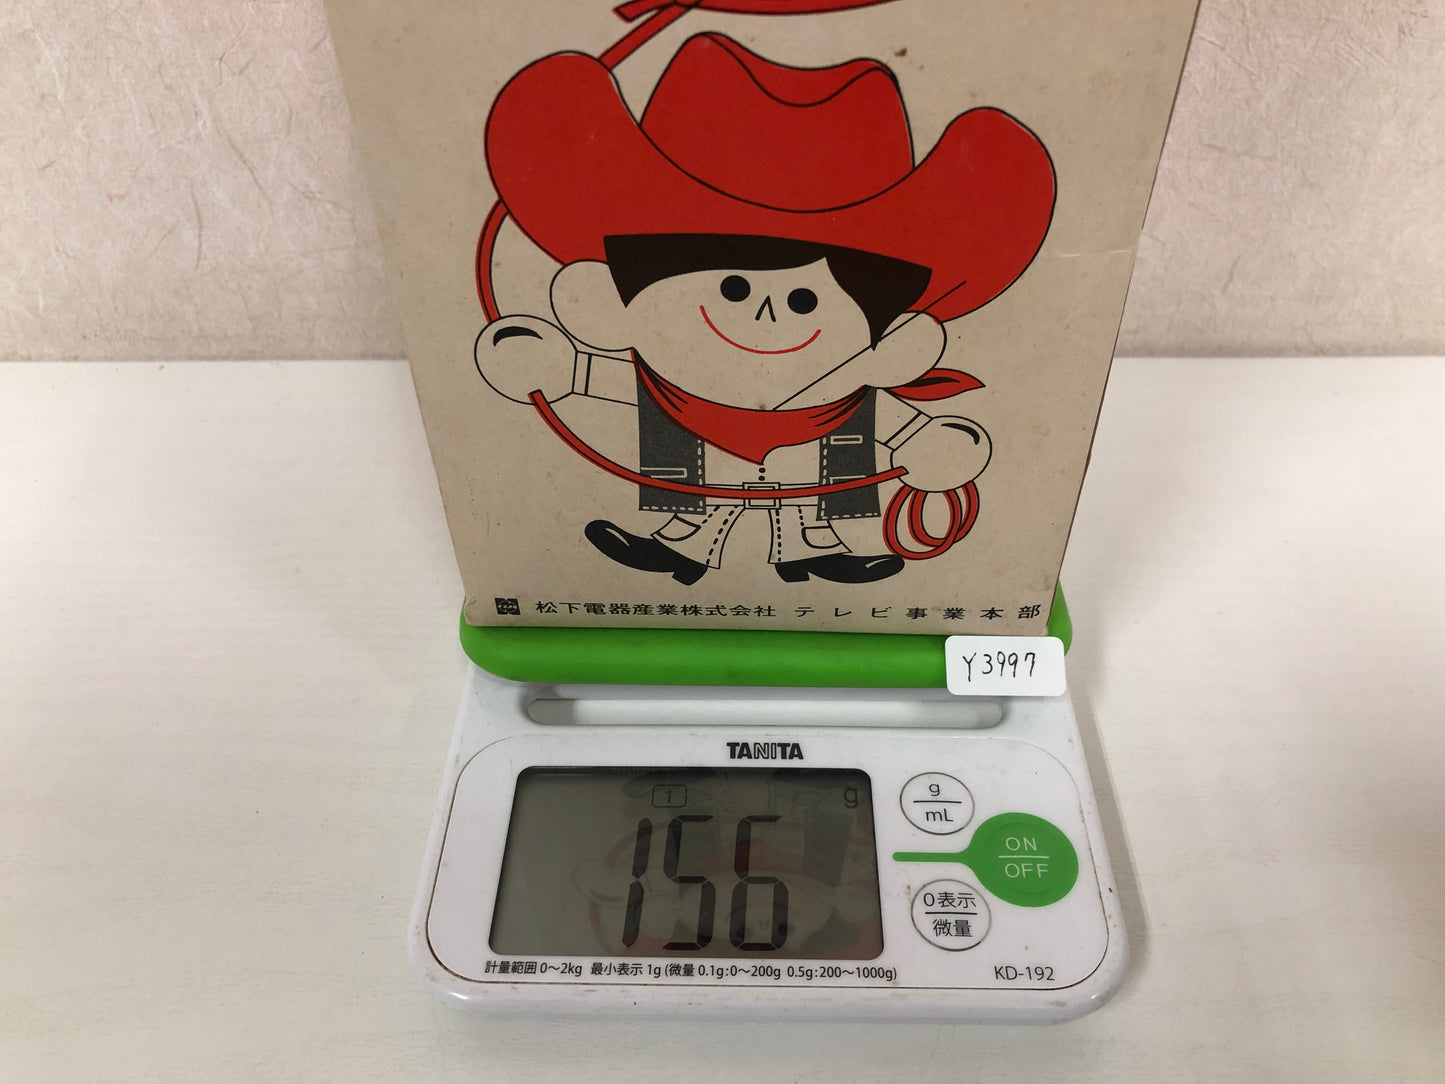 松下電器産業株式会社 テレビ事業本部
Y3997
TANITA
1 g
156
g
mL
ON
OFF
0表示
微量
計量範囲 0〜2kg 最小表示 1g (微量 0.1g:0〜200g 0.5g:200〜1000g)
KD-192